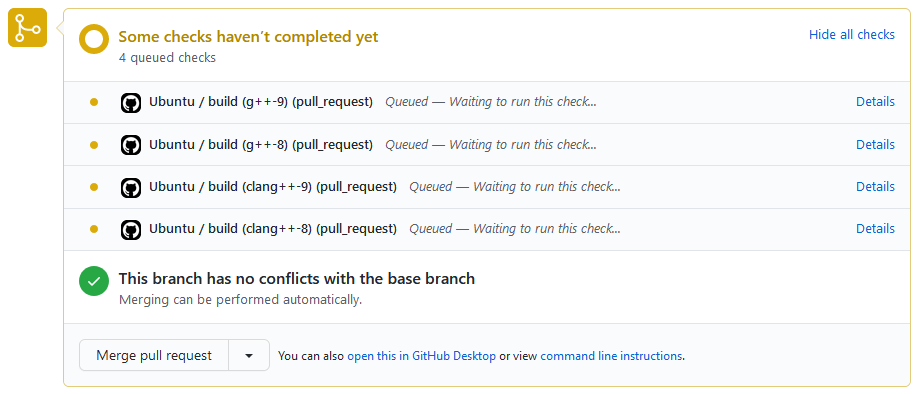 Some checks haven’t completed yet
Hide all checks
4 queued checks
Ubuntu / build (g++-9) (pull_request) Queued — Waiting to run this check... Details
Ubuntu / build (g++-8) (pull_request) Queued — Waiting to run this check... Details
Ubuntu / build (clang++-9) (pull_request) Queued — Waiting to run this check... Details
Ubuntu / build (clang++-8) (pull_request) Queued — Waiting to run this check... Details
This branch has no conflicts with the base branch
Merging can be performed automatically.
Merge pull request You can also open this in GitHub Desktop or view command line instructions.